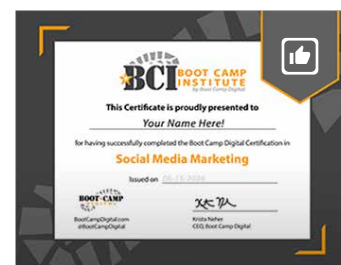 BCI BOOT CAMP
INSTITUTE
by Boot Camp Digital
This Certificate is proudly presented to
Your Name Here!
for having successfully completed the Boot Camp Digital Certification in
Social Media Marketing
Issued on
BOOT CAMP
DIGITAL
BootCampDigital.com
@BootCampDigital
Krista Neher
CEO, Boot Camp Digital